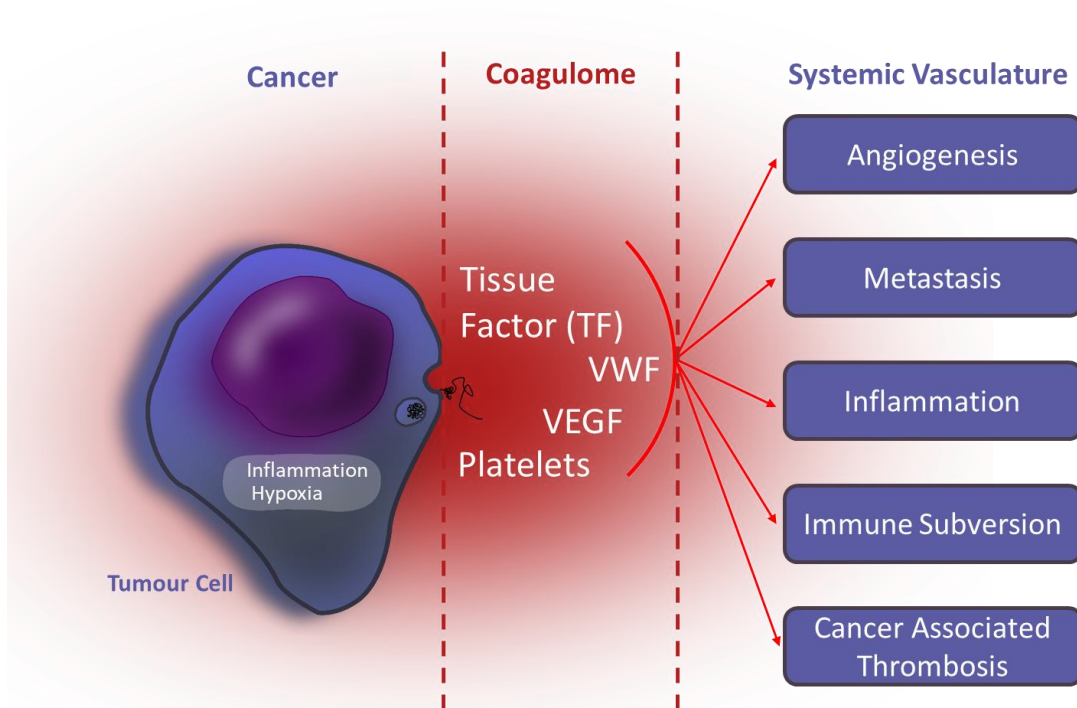 Cancer
Coagulome
Systemic Vasculature
Tissue
Factor (TF)
VWF
VEGF
Platelets
Inflammation
Hypoxia
Tumour Cell
Angiogenesis
Metastasis
Inflammation
Immune Subversion
Cancer Associated
Thrombosis